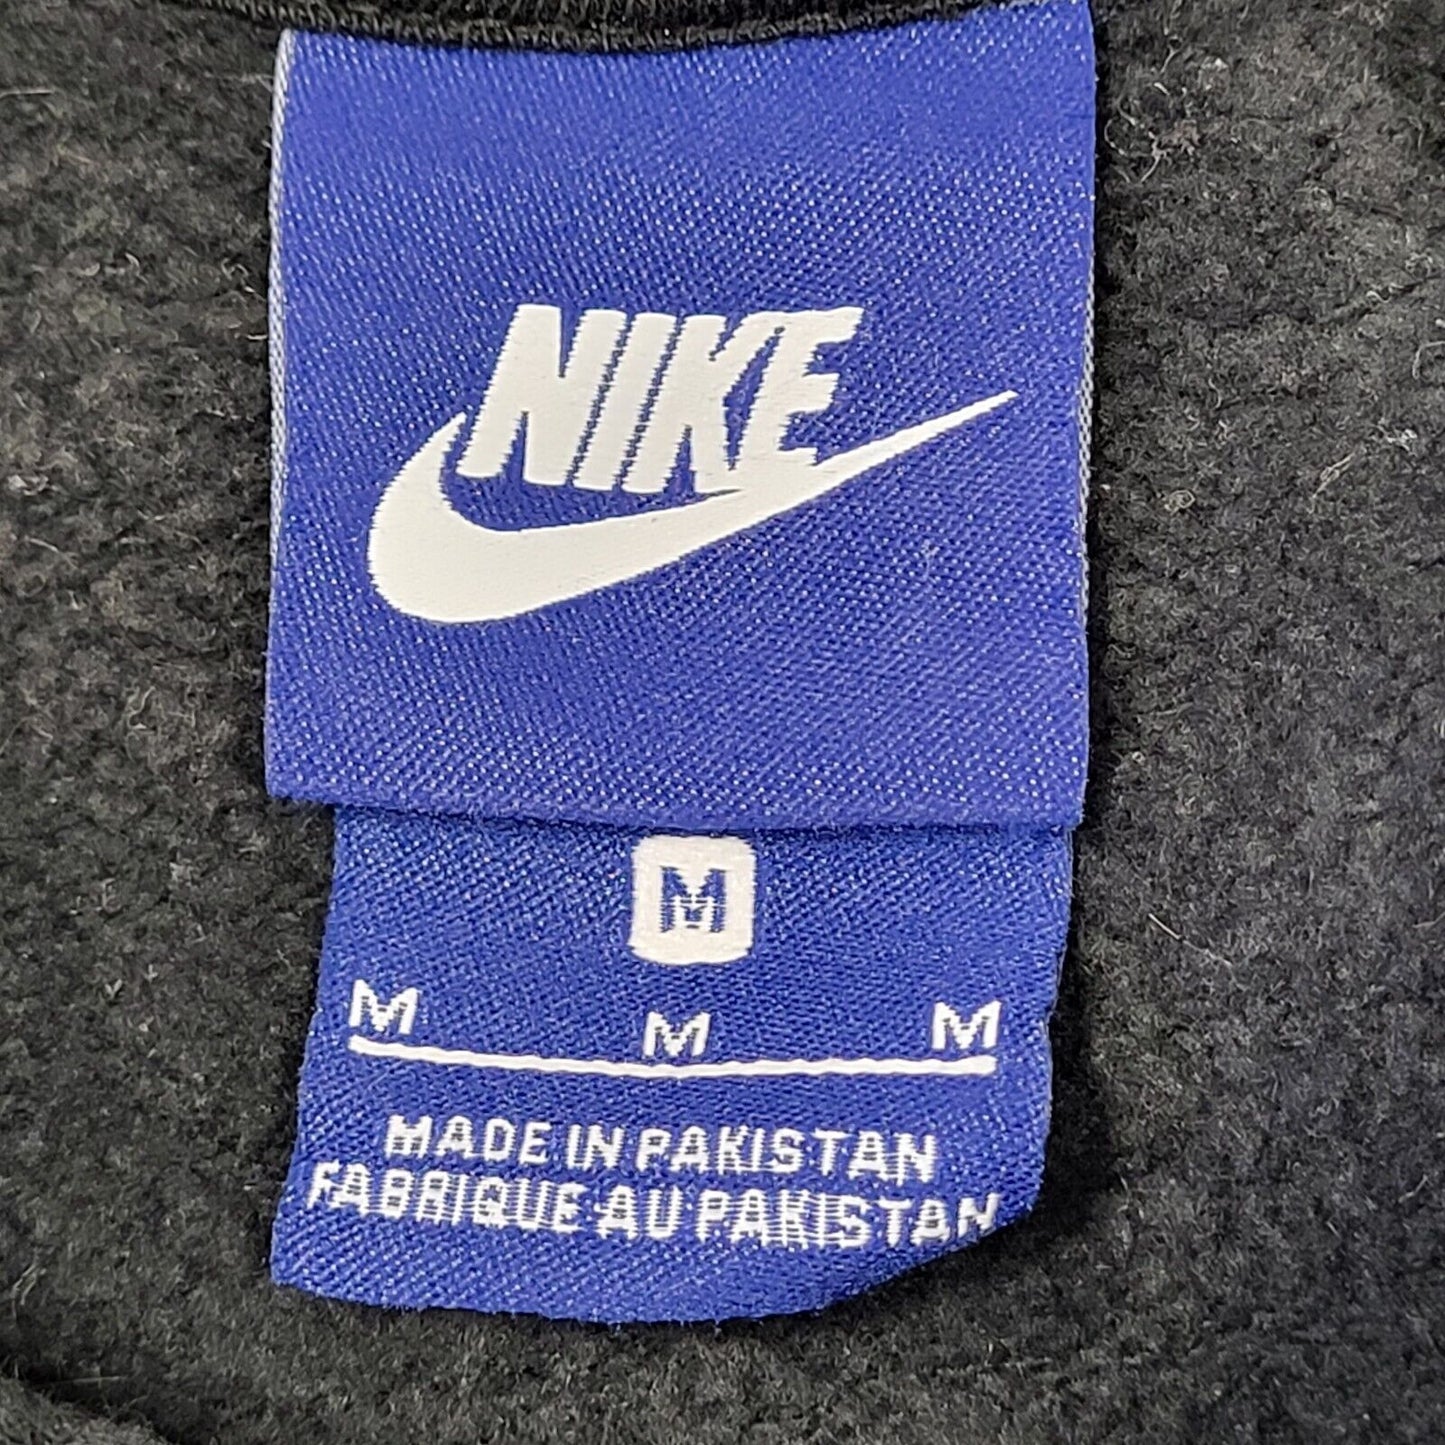 NIKE
M
M M M
MADE IN PAKISTAN
FABRIQUE AU PAKISTAN